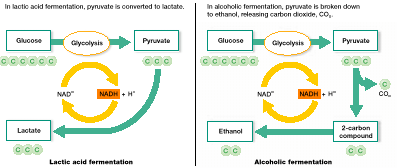 In lactic acid fermentation, pyruvate is converted to lactate.
Glucose
Glycolysis
Pyruvate
C C C C C C
C C C
NAD⁺
NADH + H⁺
Lactate
C C C
Lactic acid fermentation
In alcoholic fermentation, pyruvate is broken down
to ethanol, releasing carbon dioxide, CO₂.
Glucose
Glycolysis
Pyruvate
C C C C C C
C C C
C
CO₂
NAD⁺
NADH + H⁺
Ethanol
2-carbon
compound
C C
C C
Alcoholic fermentation